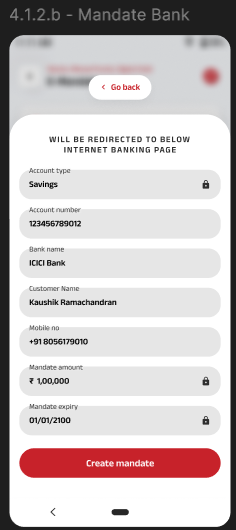 4.1.2.b - Mandate Bank
Go back
WILL BE REDIRECTED TO BELOW
INTERNET BANKING PAGE
Account type
Savings
Account number
123456789012
Bank name
ICICI Bank
Customer Name
Kaushik Ramachandran
Mobile no
+91 8056179010
Mandate amount
₹ 1,00,000
Mandate expiry
01/01/2100
Create mandate